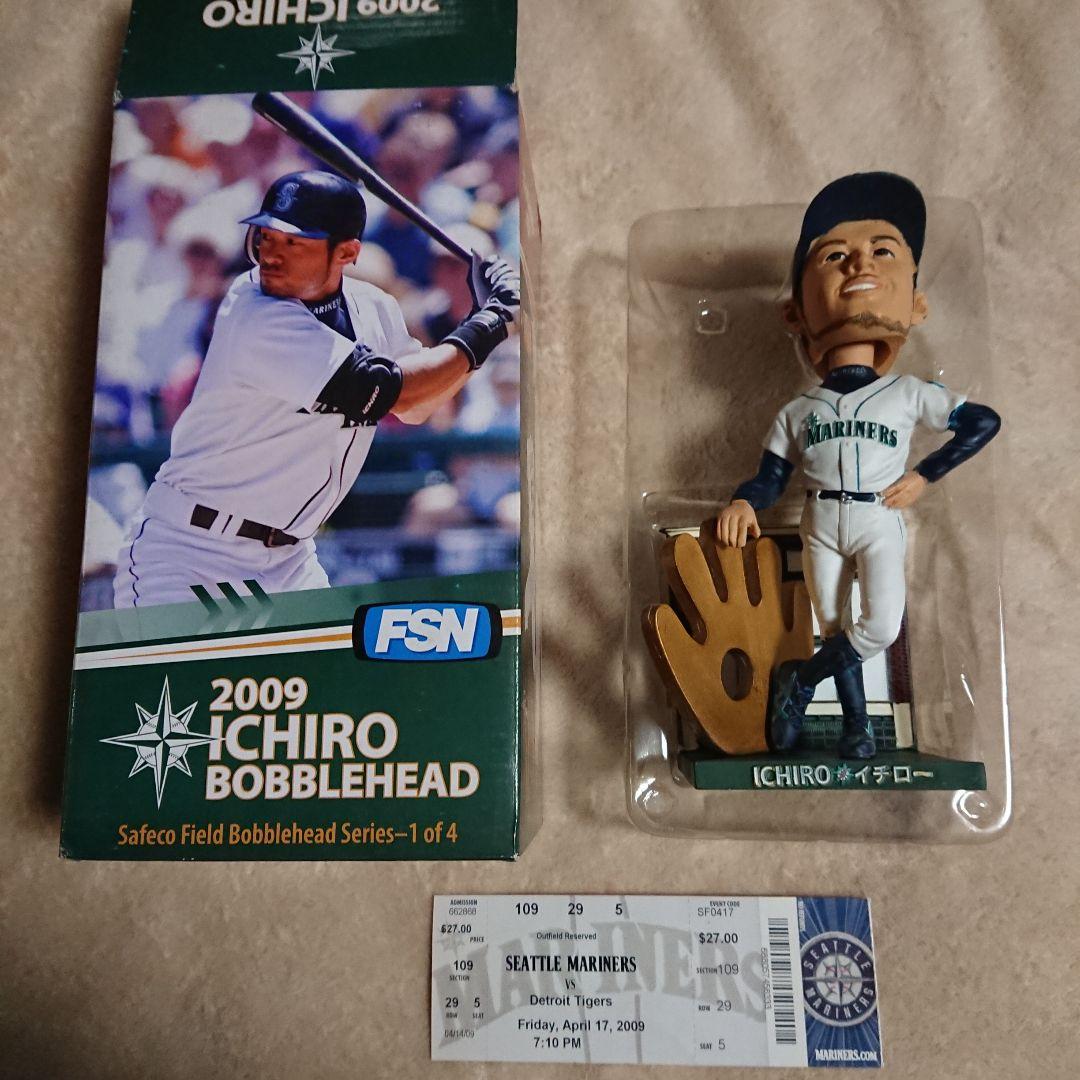 2009 ICHIRO
S
MARINERS
ICHIRO
FSN
2009
ICHIRO
BOBBLEHEAD
Safeco Field Bobblehead Series–1 of 4
MARINERS
ICHIRO イチロー
ADMISSION
662868
$27.00
PRICE
109
SECTION
29 5
ROW SEAT
04/14/09
109 29 5
Outfield Reserved
MARINERS
SEATTLE MARINERS
VS
Detroit Tigers
Friday, April 17, 2009
7:10 PM
EVENT CODE
SF0417
$27.00
SECTION 109
ROW 29
SEAT 5
SEATTLE
MARINERS
MARINERS.COM